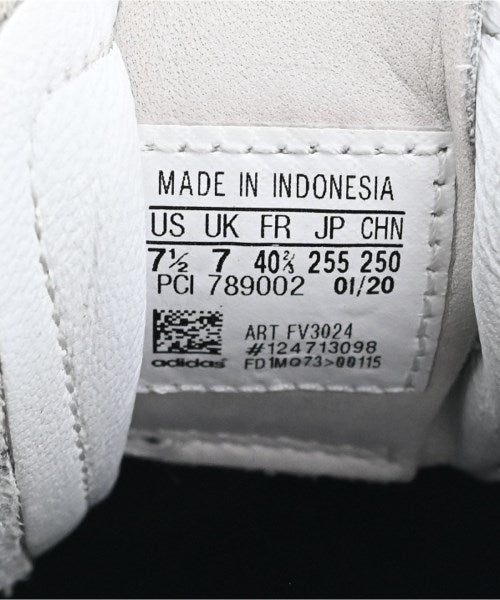 MADE IN INDONESIA
US UK FR JP CHN
7½ 7 40⅔ 255 250
PCI 789002 01/20
ART FV3024
#124713098
adidas FD1M073>00115